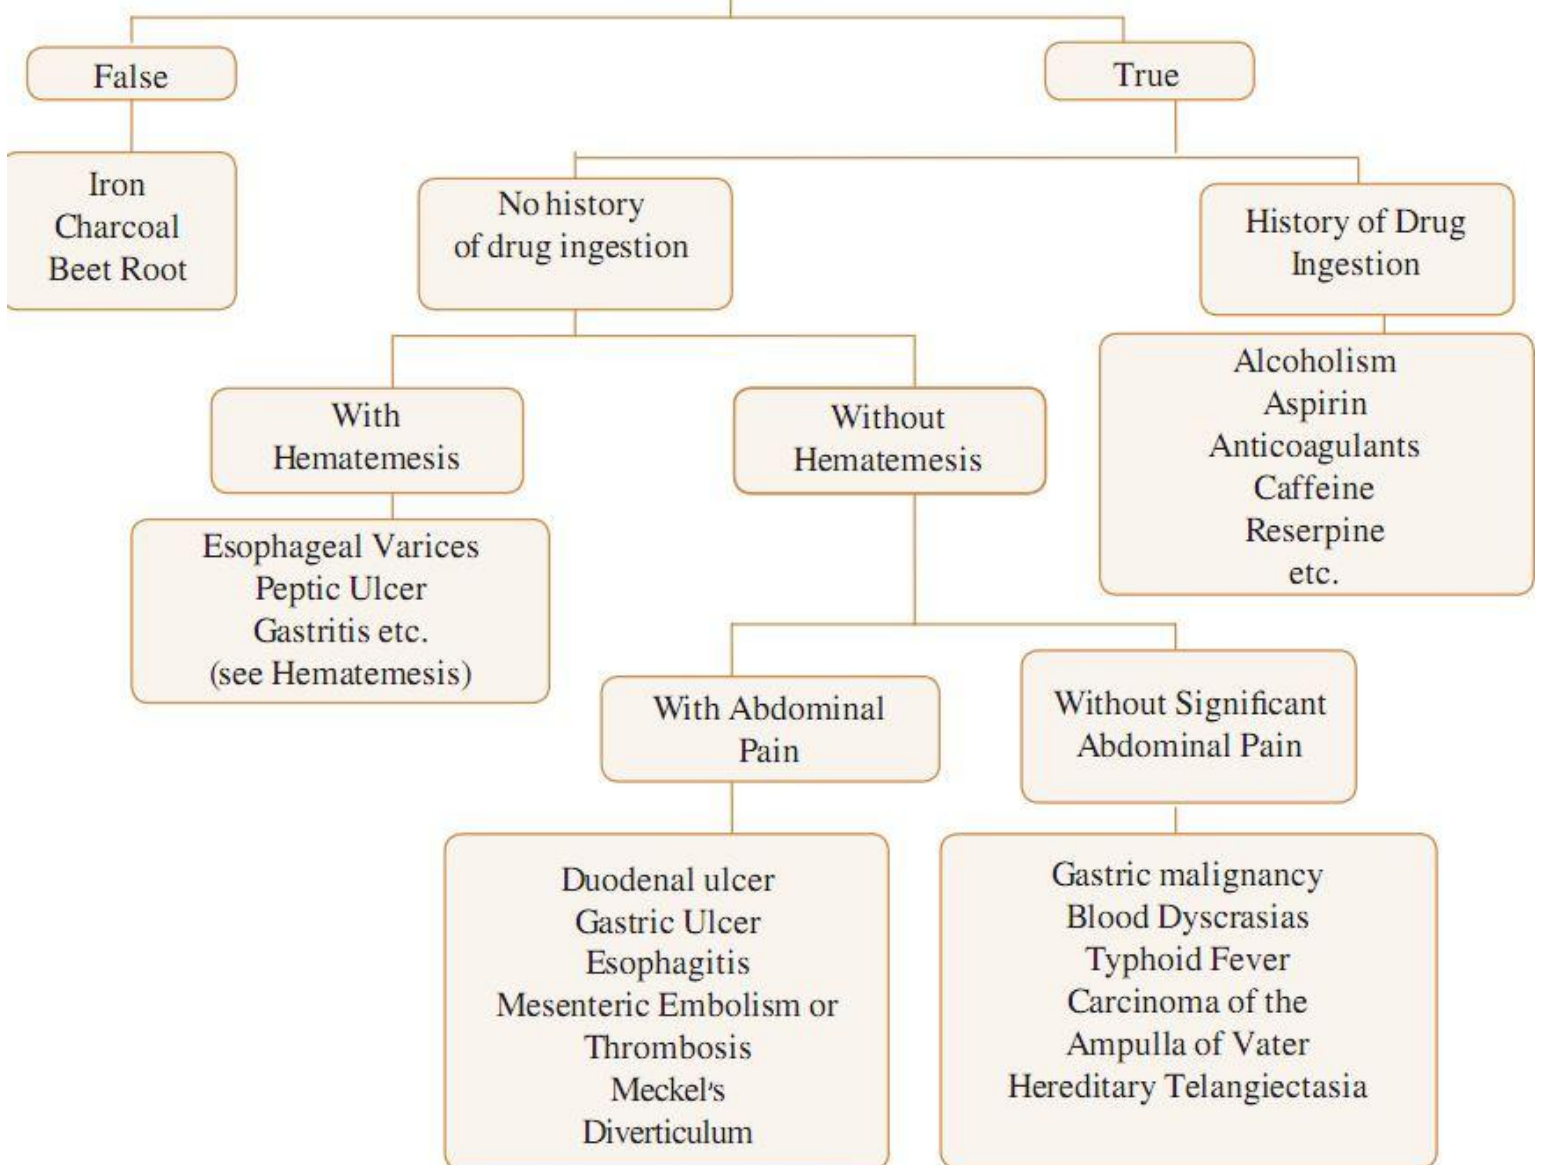 False
True
Iron
Charcoal
Beet Root
No history
of drug ingestion
History of Drug
Ingestion
With
Hematemesis
Without
Hematemesis
Alcoholism
Aspirin
Anticoagulants
Caffeine
Reserpine
etc.
Esophageal Varices
Peptic Ulcer
Gastritis etc.
(see Hematemesis)
With Abdominal
Pain
Without Significant
Abdominal Pain
Duodenal ulcer
Gastric Ulcer
Esophagitis
Mesenteric Embolism or
Thrombosis
Meckel's
Diverticulum
Gastric malignancy
Blood Dyscrasias
Typhoid Fever
Carcinoma of the
Ampulla of Vater
Hereditary Telangiectasia